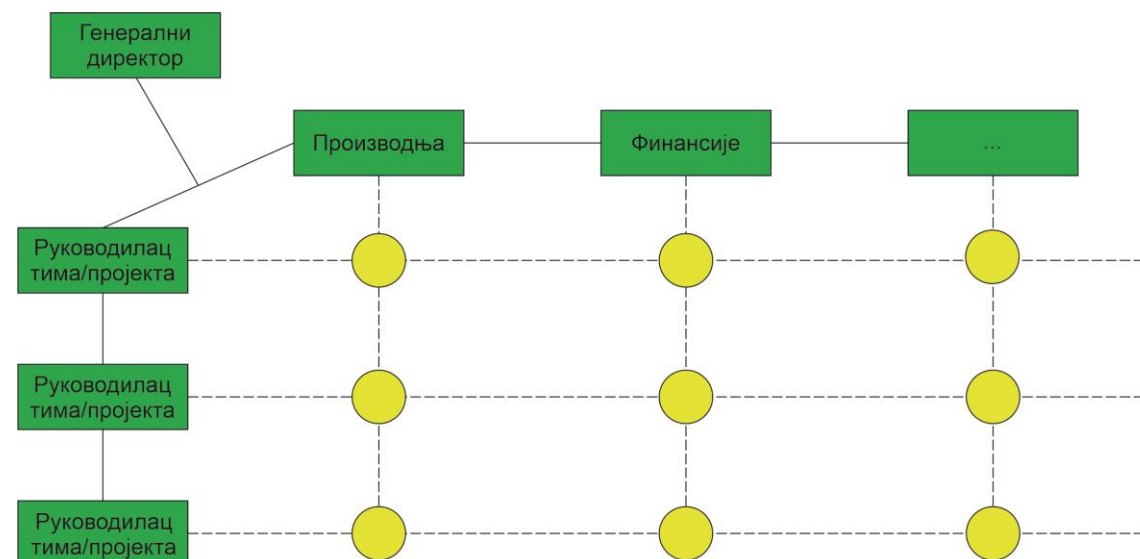 Генерални
директор
Производња
Финансије
...
Руководилац
тима/пројекта
Руководилац
тима/пројекта
Руководилац
тима/пројекта